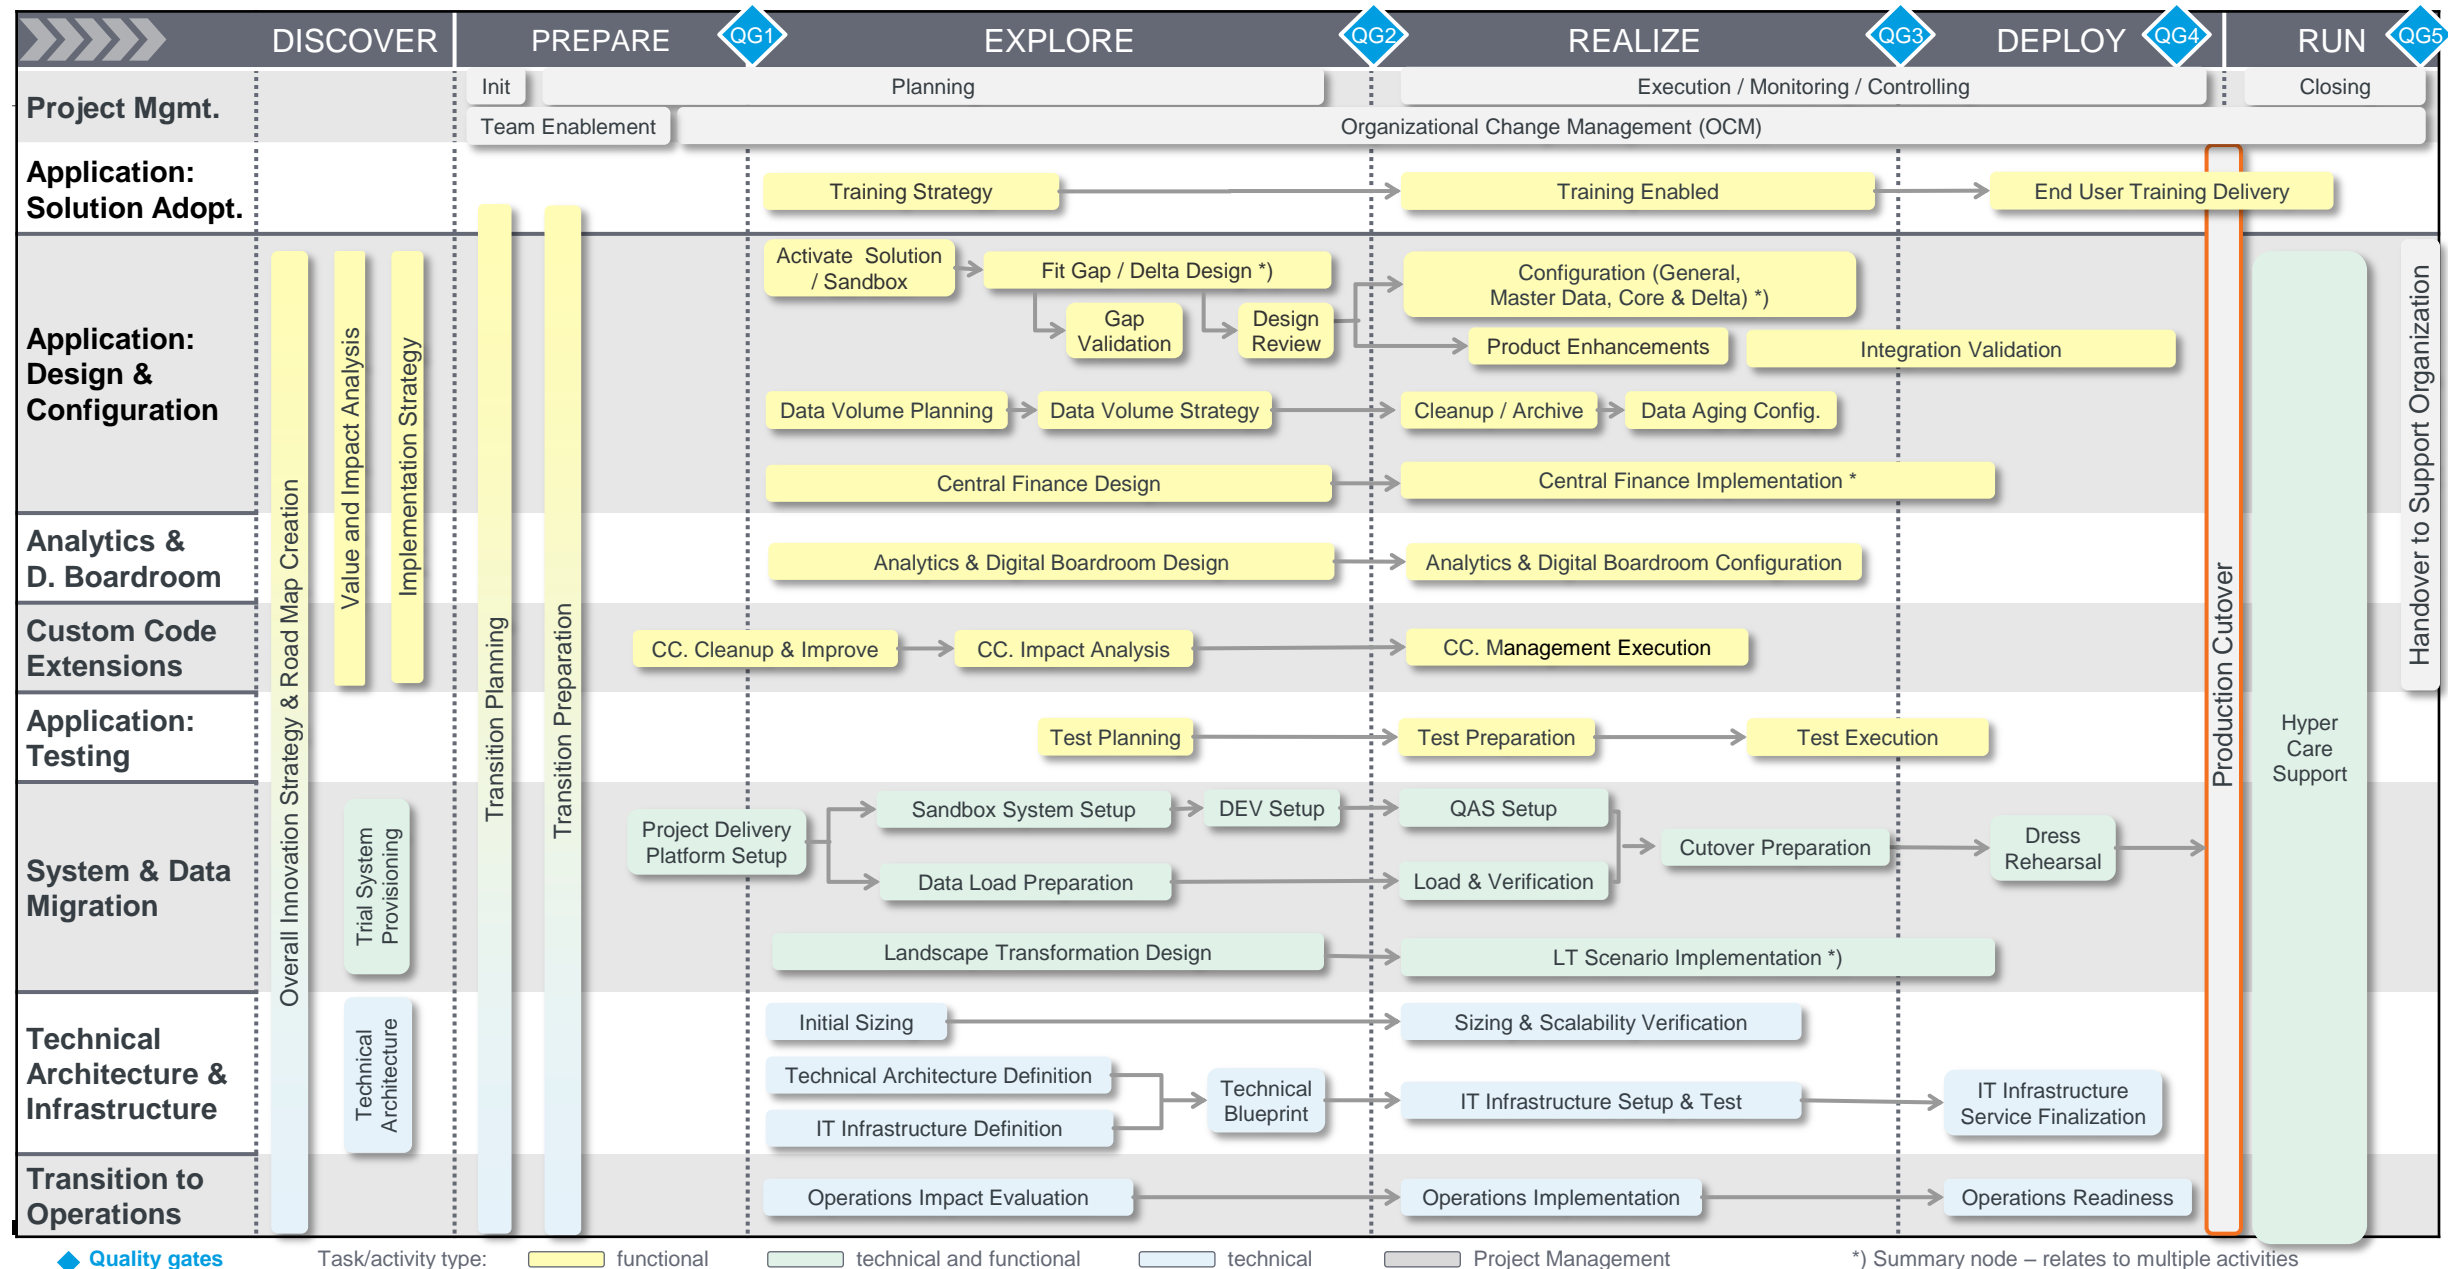 DISCOVER
PREPARE
QG1
EXPLORE
QG2
REALIZE
QG3
DEPLOY
QG4
RUN
QG5
Project Mgmt.
Init
Planning
Execution / Monitoring / Controlling
Closing
Team Enablement
Organizational Change Management (OCM)
Application:
Solution Adopt.
Training Strategy
Training Enabled
End User Training Delivery
Application:
Design &
Configuration
Overall Innovation Strategy & Road Map Creation
Value and Impact Analysis
Implementation Strategy
Transition Planning
Transition Preparation
Activate Solution
/ Sandbox
Fit Gap / Delta Design *)
Gap
Validation
Design
Review
Configuration (General,
Master Data, Core & Delta) *)
Product Enhancements
Integration Validation
Data Volume Planning
Data Volume Strategy
Cleanup / Archive
Data Aging Config.
Central Finance Design
Central Finance Implementation *
Production Cutover
Hyper
Care
Support
Handover to Support Organization
Analytics &
D. Boardroom
Analytics & Digital Boardroom Design
Analytics & Digital Boardroom Configuration
Custom Code
Extensions
CC. Cleanup & Improve
CC. Impact Analysis
CC. Management Execution
Application:
Testing
Test Planning
Test Preparation
Test Execution
System & Data
Migration
Trial System
Provisioning
Project Delivery
Platform Setup
Sandbox System Setup
DEV Setup
QAS Setup
Data Load Preparation
Load & Verification
Cutover Preparation
Dress
Rehearsal
Landscape Transformation Design
LT Scenario Implementation *)
Technical
Architecture &
Infrastructure
Technical
Architecture
Initial Sizing
Sizing & Scalability Verification
Technical Architecture Definition
IT Infrastructure Definition
Technical
Blueprint
IT Infrastructure Setup & Test
IT Infrastructure
Service Finalization
Transition to
Operations
Operations Impact Evaluation
Operations Implementation
Operations Readiness
Quality gates
Task/activity type:
functional
technical and functional
technical
Project Management
*) Summary node – relates to multiple activities